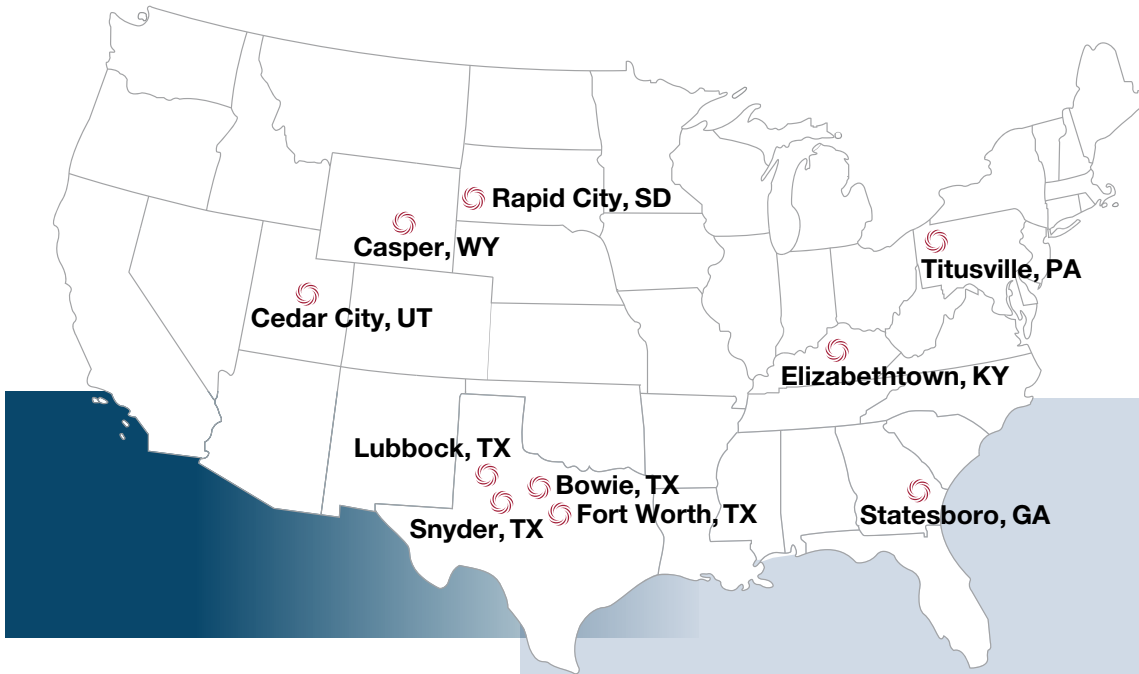 Rapid City, SD
Casper, WY
Titusville, PA
Cedar City, UT
Elizabethtown, KY
Lubbock, TX
Bowie, TX
Snyder, TX
Fort Worth, TX
Statesboro, GA